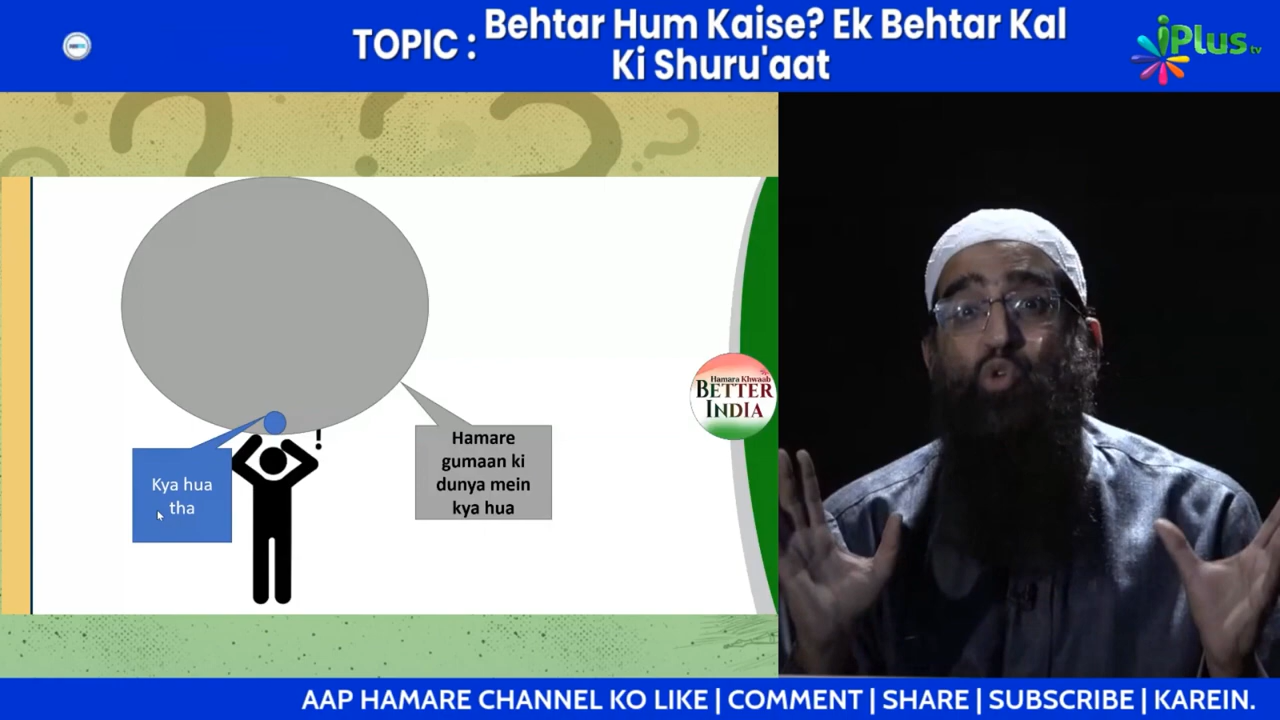 TOPIC :
Behtar Hum Kaise? Ek Behtar Kal
Ki Shuru'aat
iPlus tv
Hamare
gumaan ki
dunya mein
kya hua
!
Kya hua
tha
Hamara Khwaab
BETTER
INDIA
AAP HAMARE CHANNEL KO LIKE | COMMENT | SHARE | SUBSCRIBE | KAREIN.